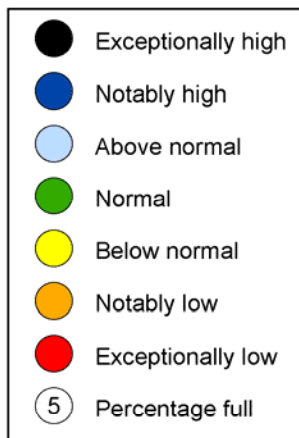 Exceptionally high
Notably high
Above normal
Normal
Below normal
Notably low
Exceptionally low
5 Percentage full